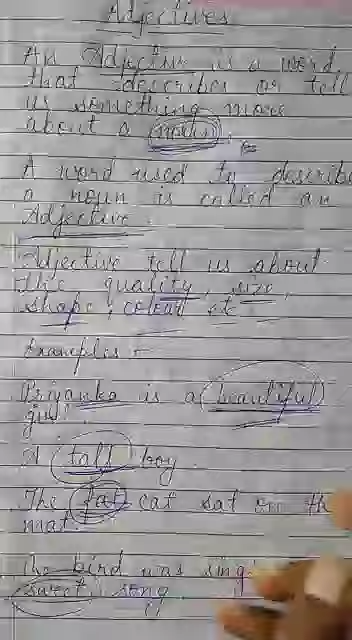 Adjectives
An Adjective is a word
that describes or tell
us something more
about a noun.
A word used to describe
a noun is called an
Adjective.
Adjective tell us about
the quality, size,
shape, colour etc
Examples :-
Priyanka is a beautiful
girl.
A tall boy.
The fat cat sat on th
mat.
The bird was sing
sweet song.